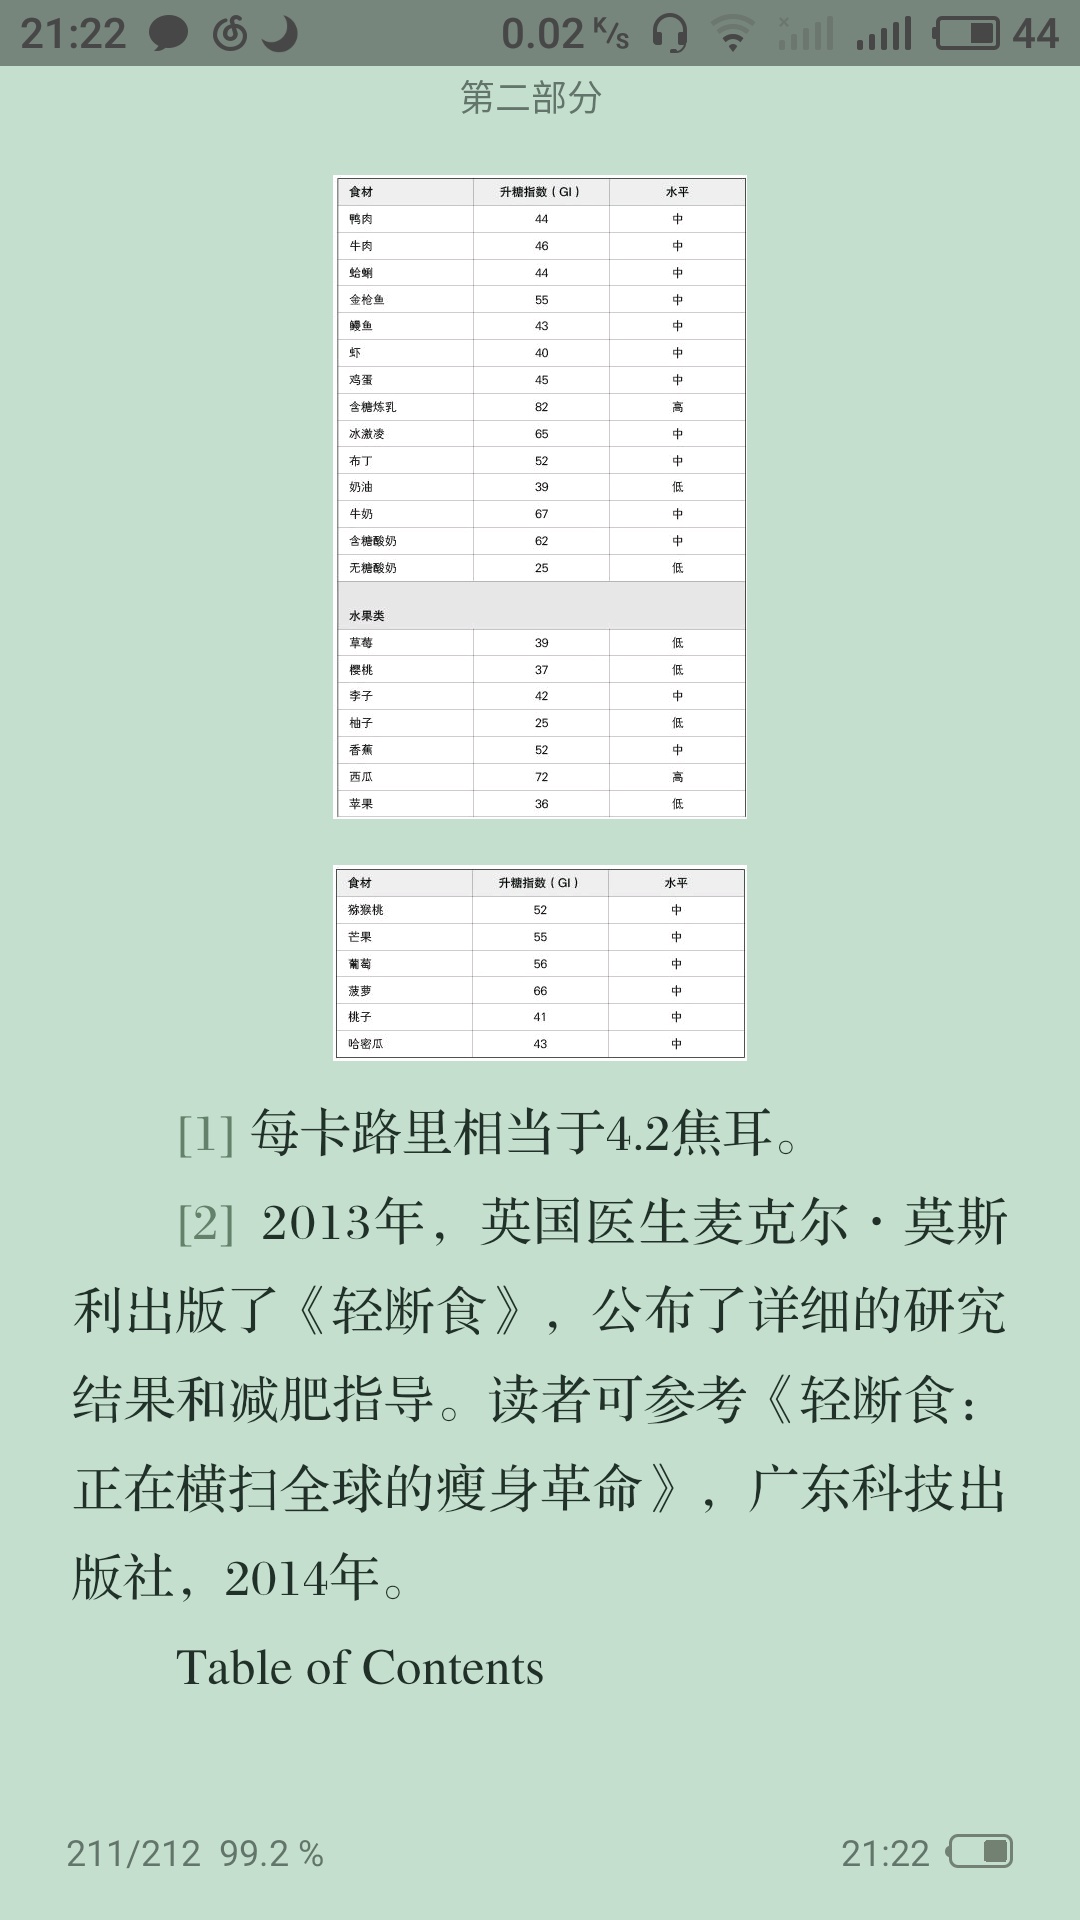 21:22 0.02 K/s 44
第二部分
食材 升糖指数（GI） 水平
鸭肉 44 中
牛肉 46 中
蛤蜊 44 中
金枪鱼 55 中
鳗鱼 43 中
虾 40 中
鸡蛋 45 中
含糖炼乳 82 高
冰激凌 65 中
布丁 52 中
奶油 39 低
牛奶 67 中
含糖酸奶 62 中
无糖酸奶 25 低
水果类
草莓 39 低
樱桃 37 低
李子 42 中
柚子 25 低
香蕉 52 中
西瓜 72 高
苹果 36 低
食材 升糖指数（GI） 水平
猕猴桃 52 中
芒果 55 中
葡萄 56 中
菠萝 66 中
桃子 41 中
哈密瓜 43 中
[1] 每卡路里相当于4.2焦耳。
[2] 2013年，英国医生麦克尔·莫斯
利出版了《轻断食》，公布了详细的研究
结果和减肥指导。读者可参考《轻断食：
正在横扫全球的瘦身革命》，广东科技出
版社，2014年。
Table of Contents
211/212 99.2 % 21:22